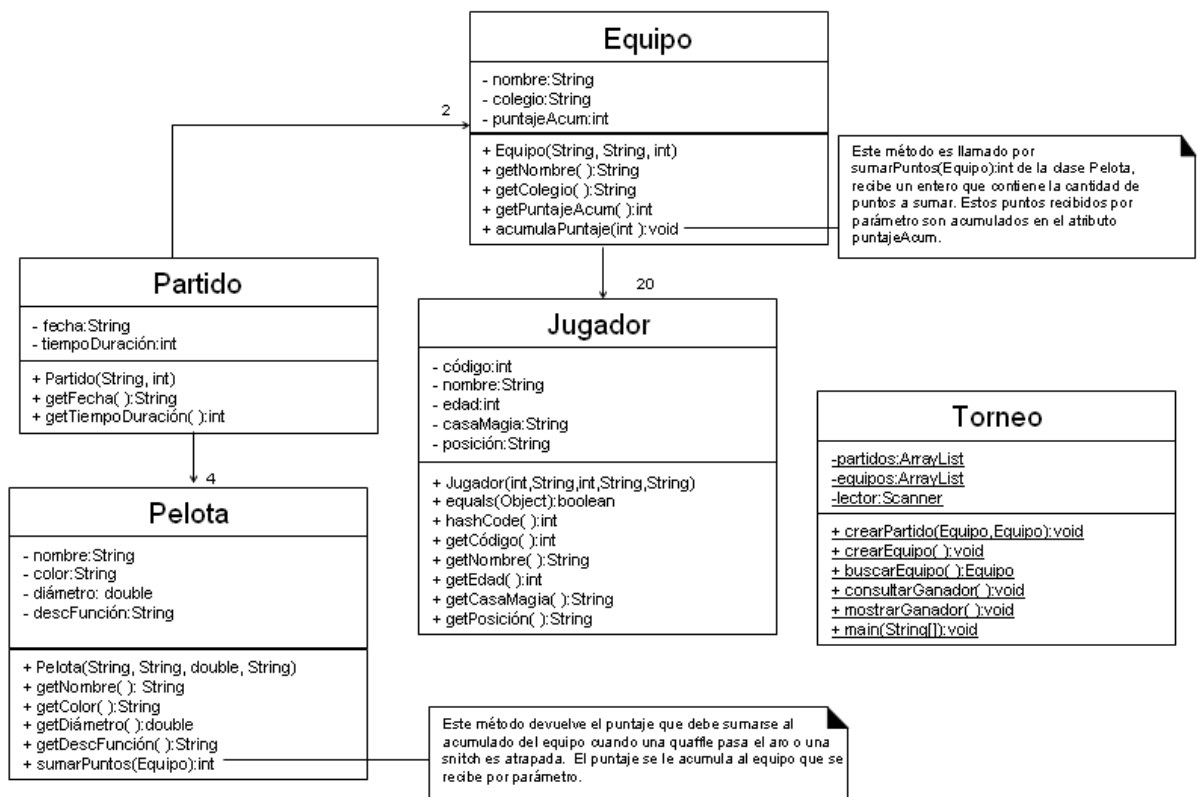 Equipo
- nombre:String
- colegio:String
- puntajeAcum:int
+ Equipo(String, String, int)
+ getNombre( ):String
+ getColegio( ):String
+ getPuntajeAcum( ):int
+ acumulaPuntaje(int ):void
2
Este método es llamado por
sumarPuntos(Equipo):int de la clase Pelota,
recibe un entero que contiene la cantidad de
puntos a sumar. Estos puntos recibidos por
parámetro son acumulados en el atributo
puntajeAcum.
Partido
- fecha:String
- tiempoDuración:int
+ Partido(String, int)
+ getFecha( ):String
+ getTiempoDuración( ):int
20
Jugador
- código:int
- nombre:String
- edad:int
- casaMagia:String
- posición:String
+ Jugador(int,String,int,String,String)
+ equals(Object):boolean
+ hashCode( ):int
+ getCódigo( ):int
+ getNombre( ):String
+ getEdad( ):int
+ getCasaMagia( ):String
+ getPosición( ):String
Torneo
-partidos:ArrayList
-equipos:ArrayList
-lector:Scanner
+ crearPartido(Equipo,Equipo):void
+ crearEquipo( ):void
+ buscarEquipo( ):Equipo
+ consultarGanador( ):void
+ mostrarGanador( ):void
+ main(String[]):void
4
Pelota
- nombre:String
- color:String
- diámetro: double
- descFunción:String
+ Pelota(String, String, double, String)
+ getNombre( ): String
+ getColor( ):String
+ getDiámetro( ):double
+ getDescFunción( ):String
+ sumarPuntos(Equipo):int
Este método devuelve el puntaje que debe sumarse al
acumulado del equipo cuando una quaffle pasa el aro o una
snitch es atrapada. El puntaje se le acumula al equipo que se
recibe por parámetro.